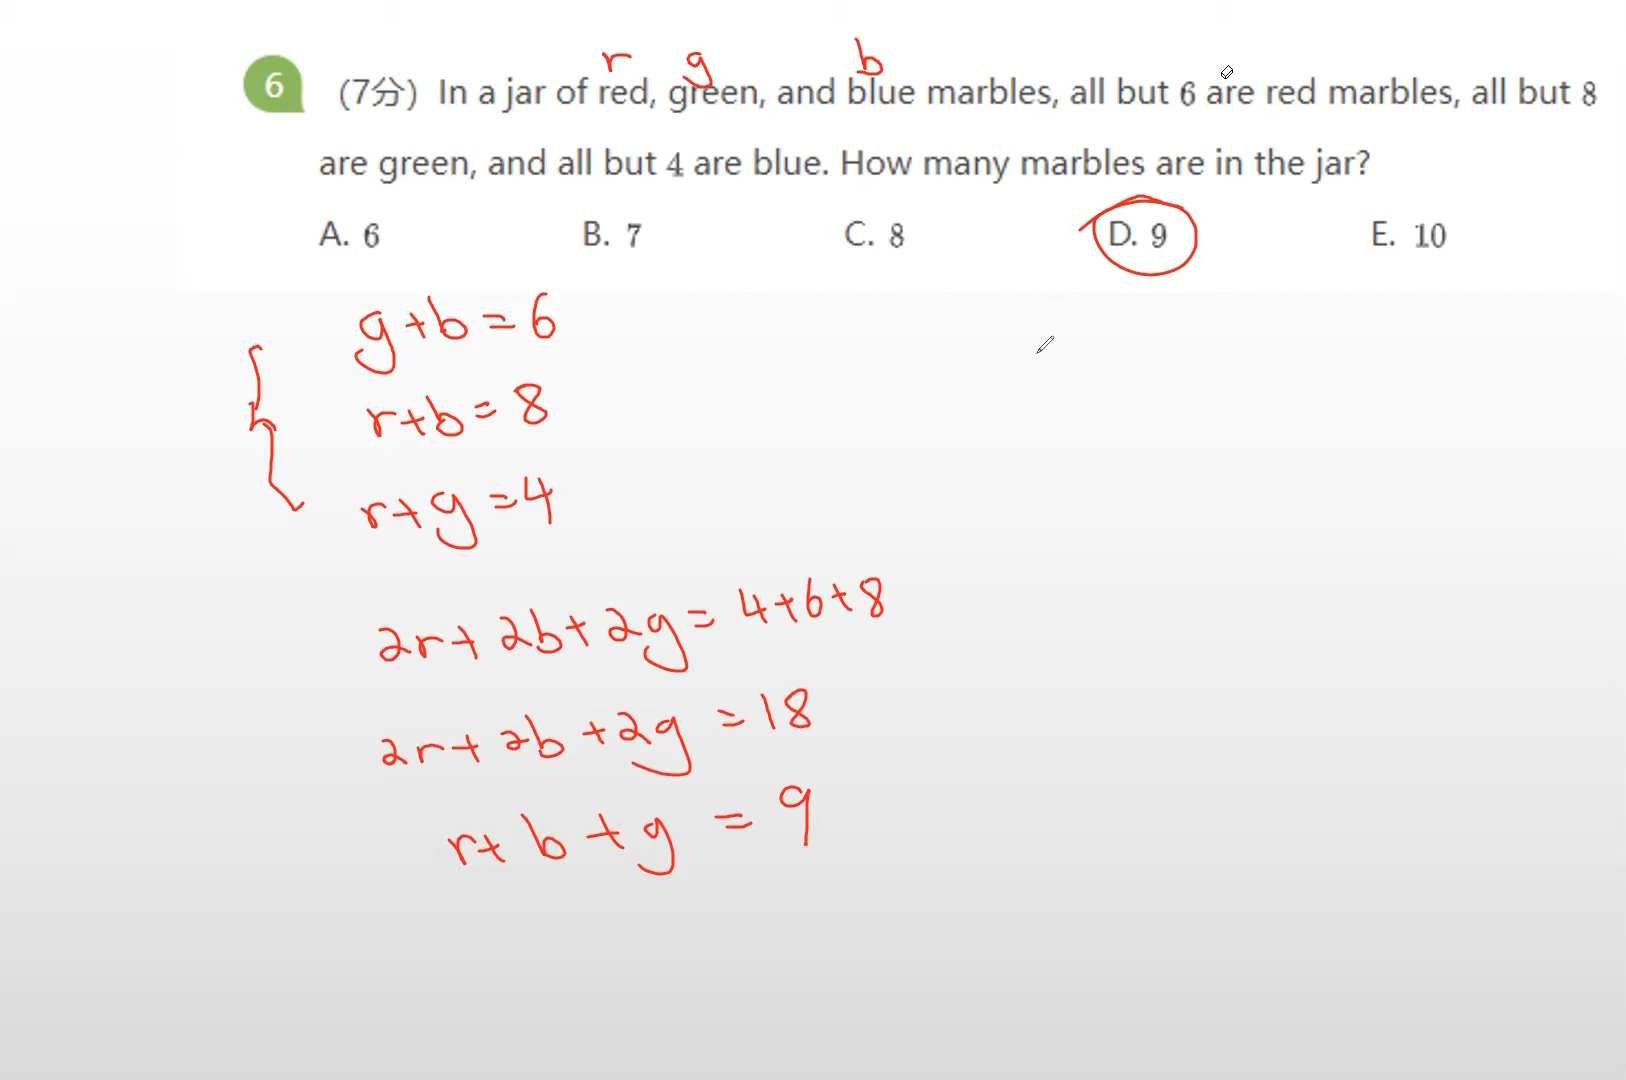 r g b
6 (7分) In a jar of red, green, and blue marbles, all but 6 are red marbles, all but 8
are green, and all but 4 are blue. How many marbles are in the jar?
A. 6 B. 7 C. 8 D. 9 E. 10
g+b=6
r+b=8
r+g=4
2r+2b+2g=4+6+8
2r+2b+2g=18
r+b+g=9